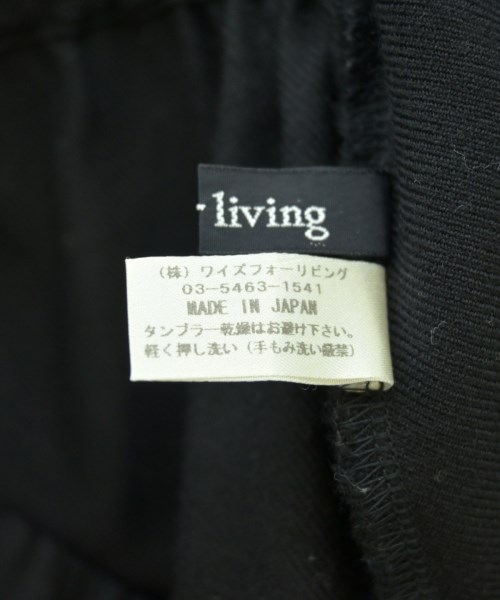 living
(株)ワイズフォーリビング
03-5463-1541
MADE IN JAPAN
タンブラー乾燥はお避け下さい。
軽く押し洗い(手もみ洗い厳禁)